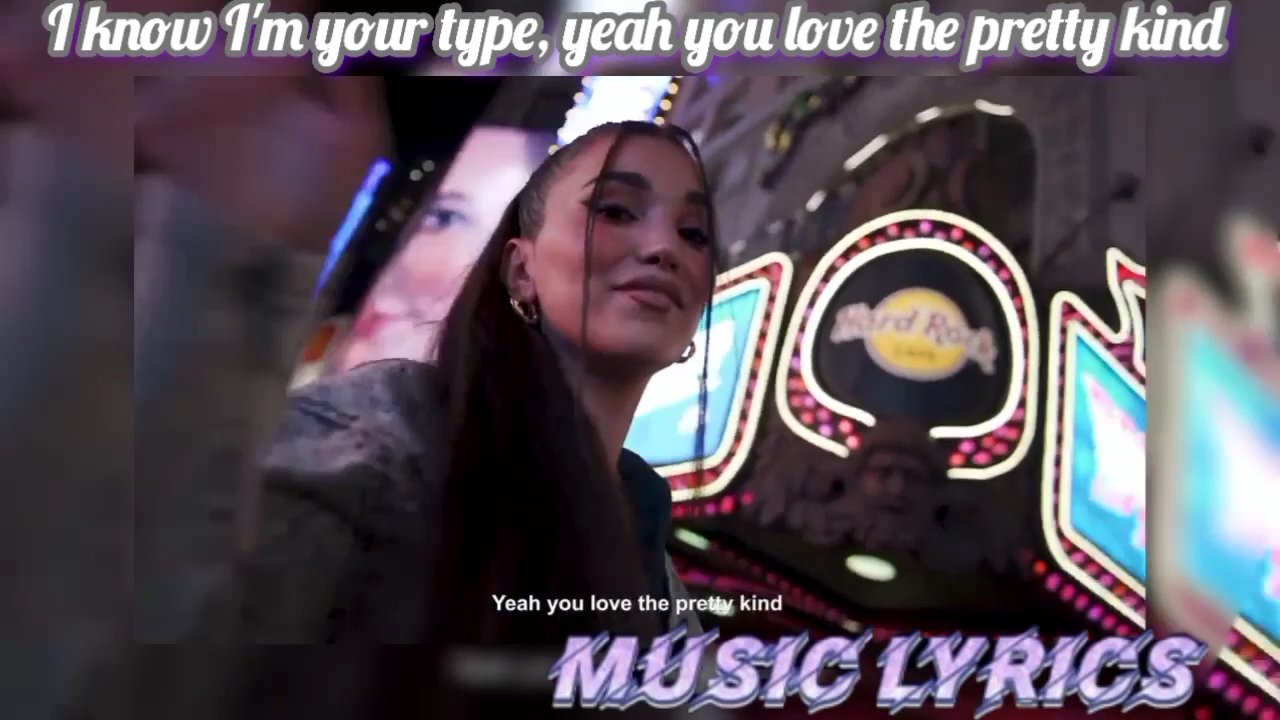 I know I'm your type, yeah you love the pretty kind
Hard Rock
CAFE
Yeah you love the pretty kind
MUSIC LYRICS